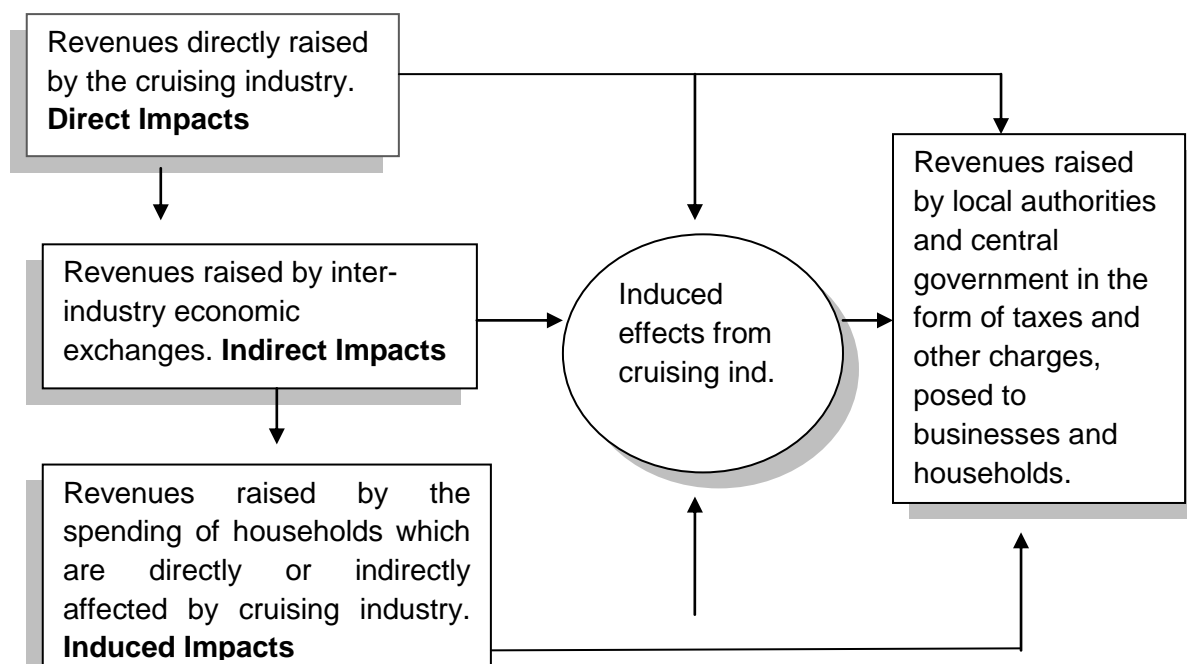 Revenues directly raised
by the cruising industry.
Direct Impacts
Revenues raised by inter-
industry economic
exchanges. Indirect Impacts
Revenues raised by the
spending of households which
are directly or indirectly
affected by cruising industry.
Induced Impacts
Induced
effects from
cruising ind.
Revenues raised
by local authorities
and central
government in the
form of taxes and
other charges,
posed to
businesses and
households.